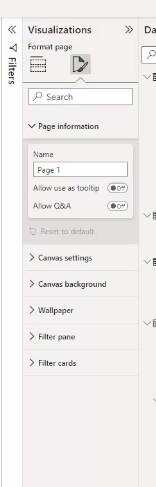 Visualizations
Da
Filters
Format page
Search
Page information
Name
Page 1
Allow use as tooltip
Off
Allow Q&A
Off
Reset to default
Canvas settings
Canvas background
Wallpaper
Filter pane
Filter cards